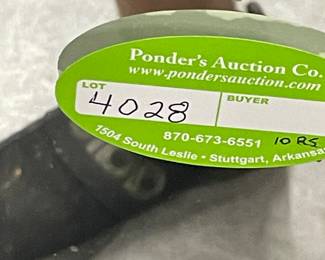 Ponder's Auction Co.
www.pondersauction.com
LOT
4028
BUYER
870-673-6551
10 RS
1504 South Leslie • Stuttgart, Arkansas